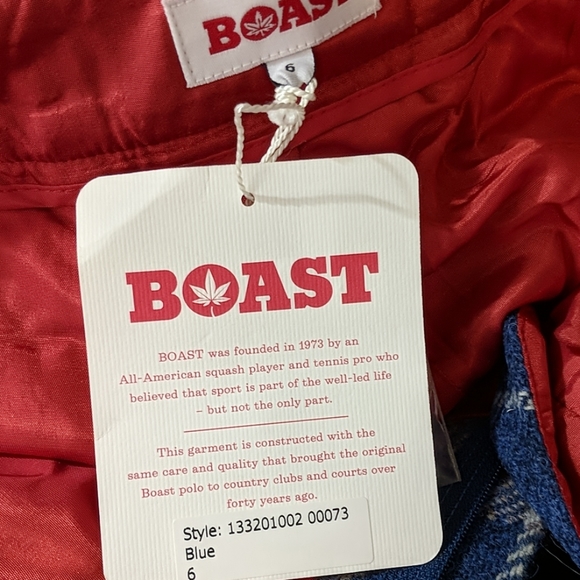 BOAST
6
BOAST
BOAST was founded in 1973 by an
All-American squash player and tennis pro who
believed that sport is part of the well-led life
– but not the only part.
This garment is constructed with the
same care and quality that brought the original
Boast polo to country clubs and courts over
forty years ago.
Style: 133201002 00073
Blue
6